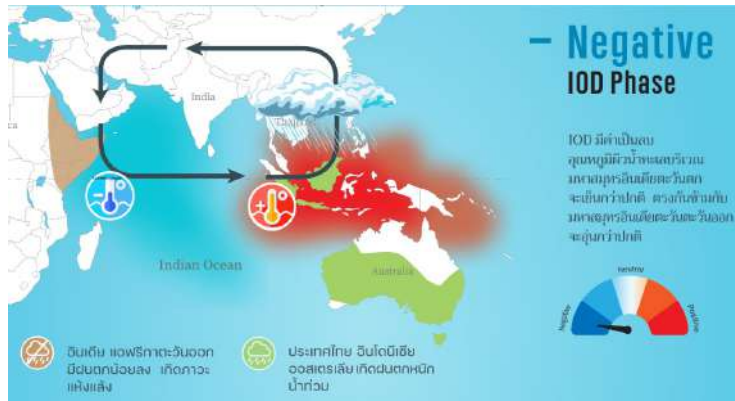 – Negative
IOD Phase
IOD มีค่าเป็นลบ
อุณหภูมิผิวน้ำทะเลบริเวณ
มหาสมุทรอินเดียตะวันตก
จะเย็นกว่าปกติ ตรงกันข้ามกับ
มหาสมุทรอินเดียตะวันตะวันออก
จะอุ่นกว่าปกติ
India
Indian Ocean
Australia
neutral
negative
positive
อินเดีย แอฟริกาตะวันออก
มีฝนตกน้อยลง เกิดภาวะ
แห้งแล้ง
ประเทศไทย อินโดนีเซีย
ออสเตรเลีย เกิดฝนตกหนัก
น้ำท่วม